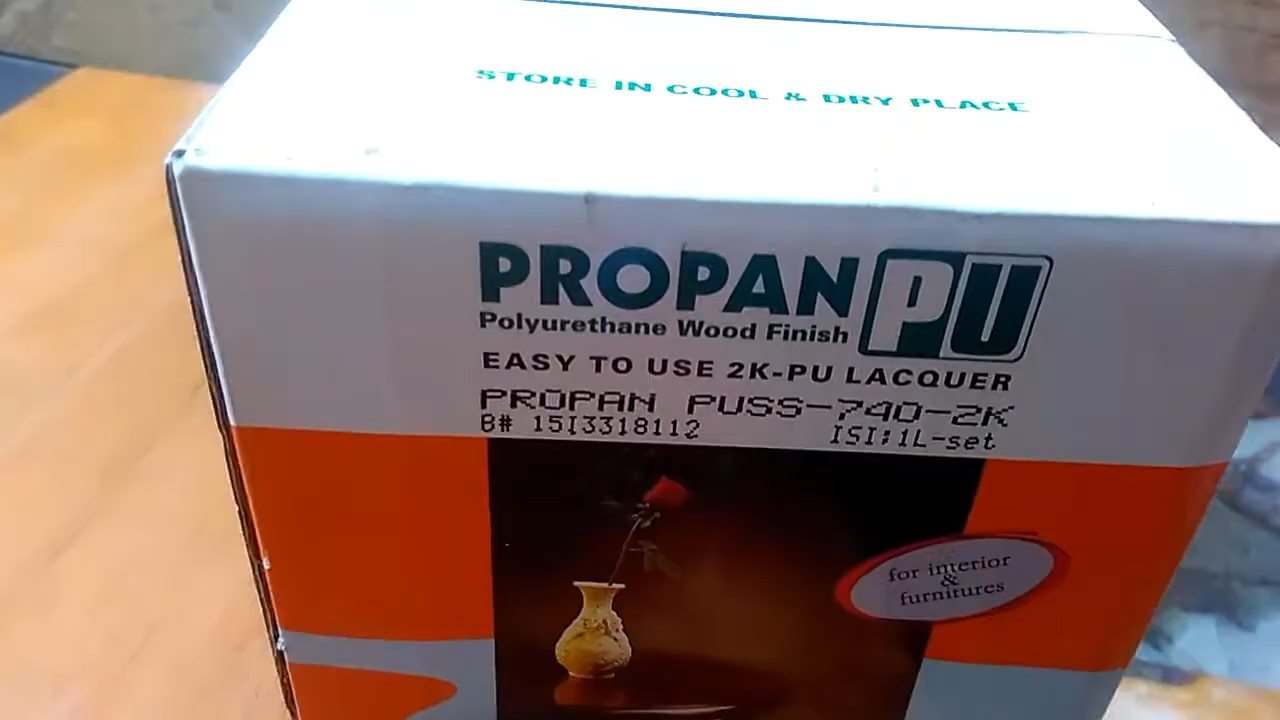 STORE IN COOL & DRY PLACE
PROPAN PU
Polyurethane Wood Finish
EASY TO USE 2K-PU LACQUER
PROPAN PUSS-740-2K
B# 15I3318112 ISI:1L-set
for interior
&
furnitures